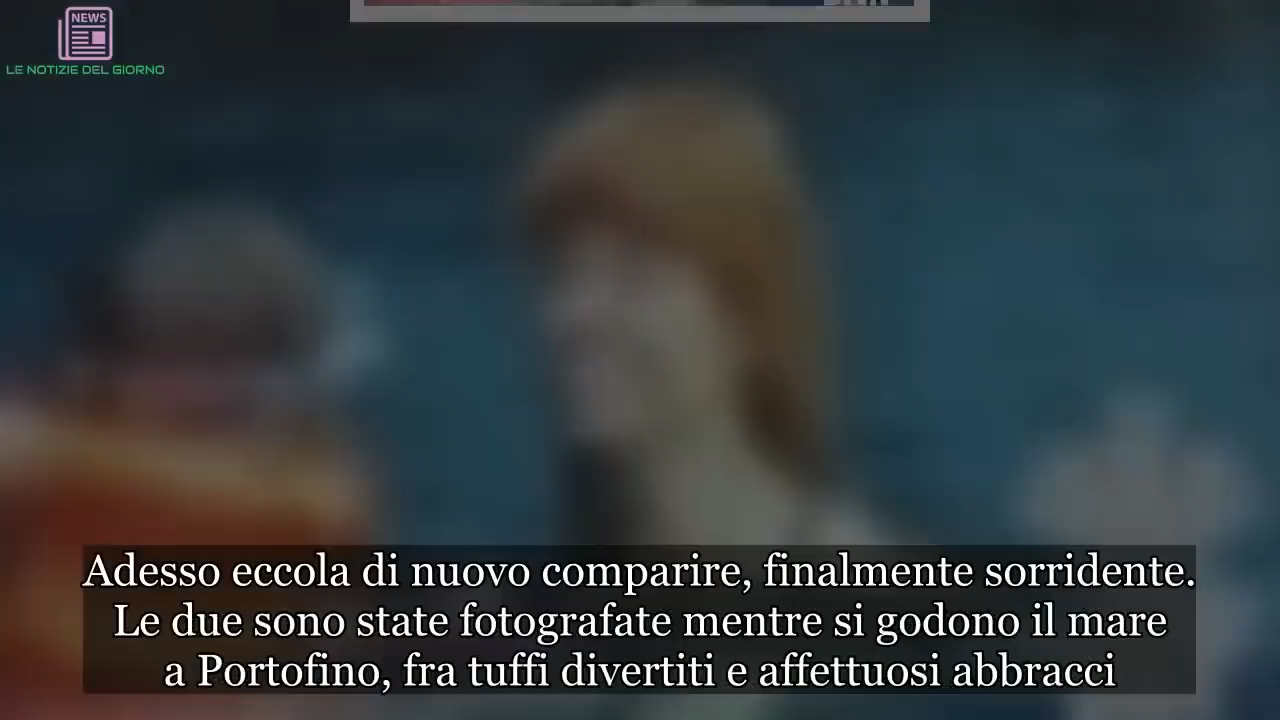 NEWS
LE NOTIZIE DEL GIORNO
Adesso eccola di nuovo comparire, finalmente sorridente.
Le due sono state fotografate mentre si godono il mare
a Portofino, fra tuffi divertiti e affettuosi abbracci